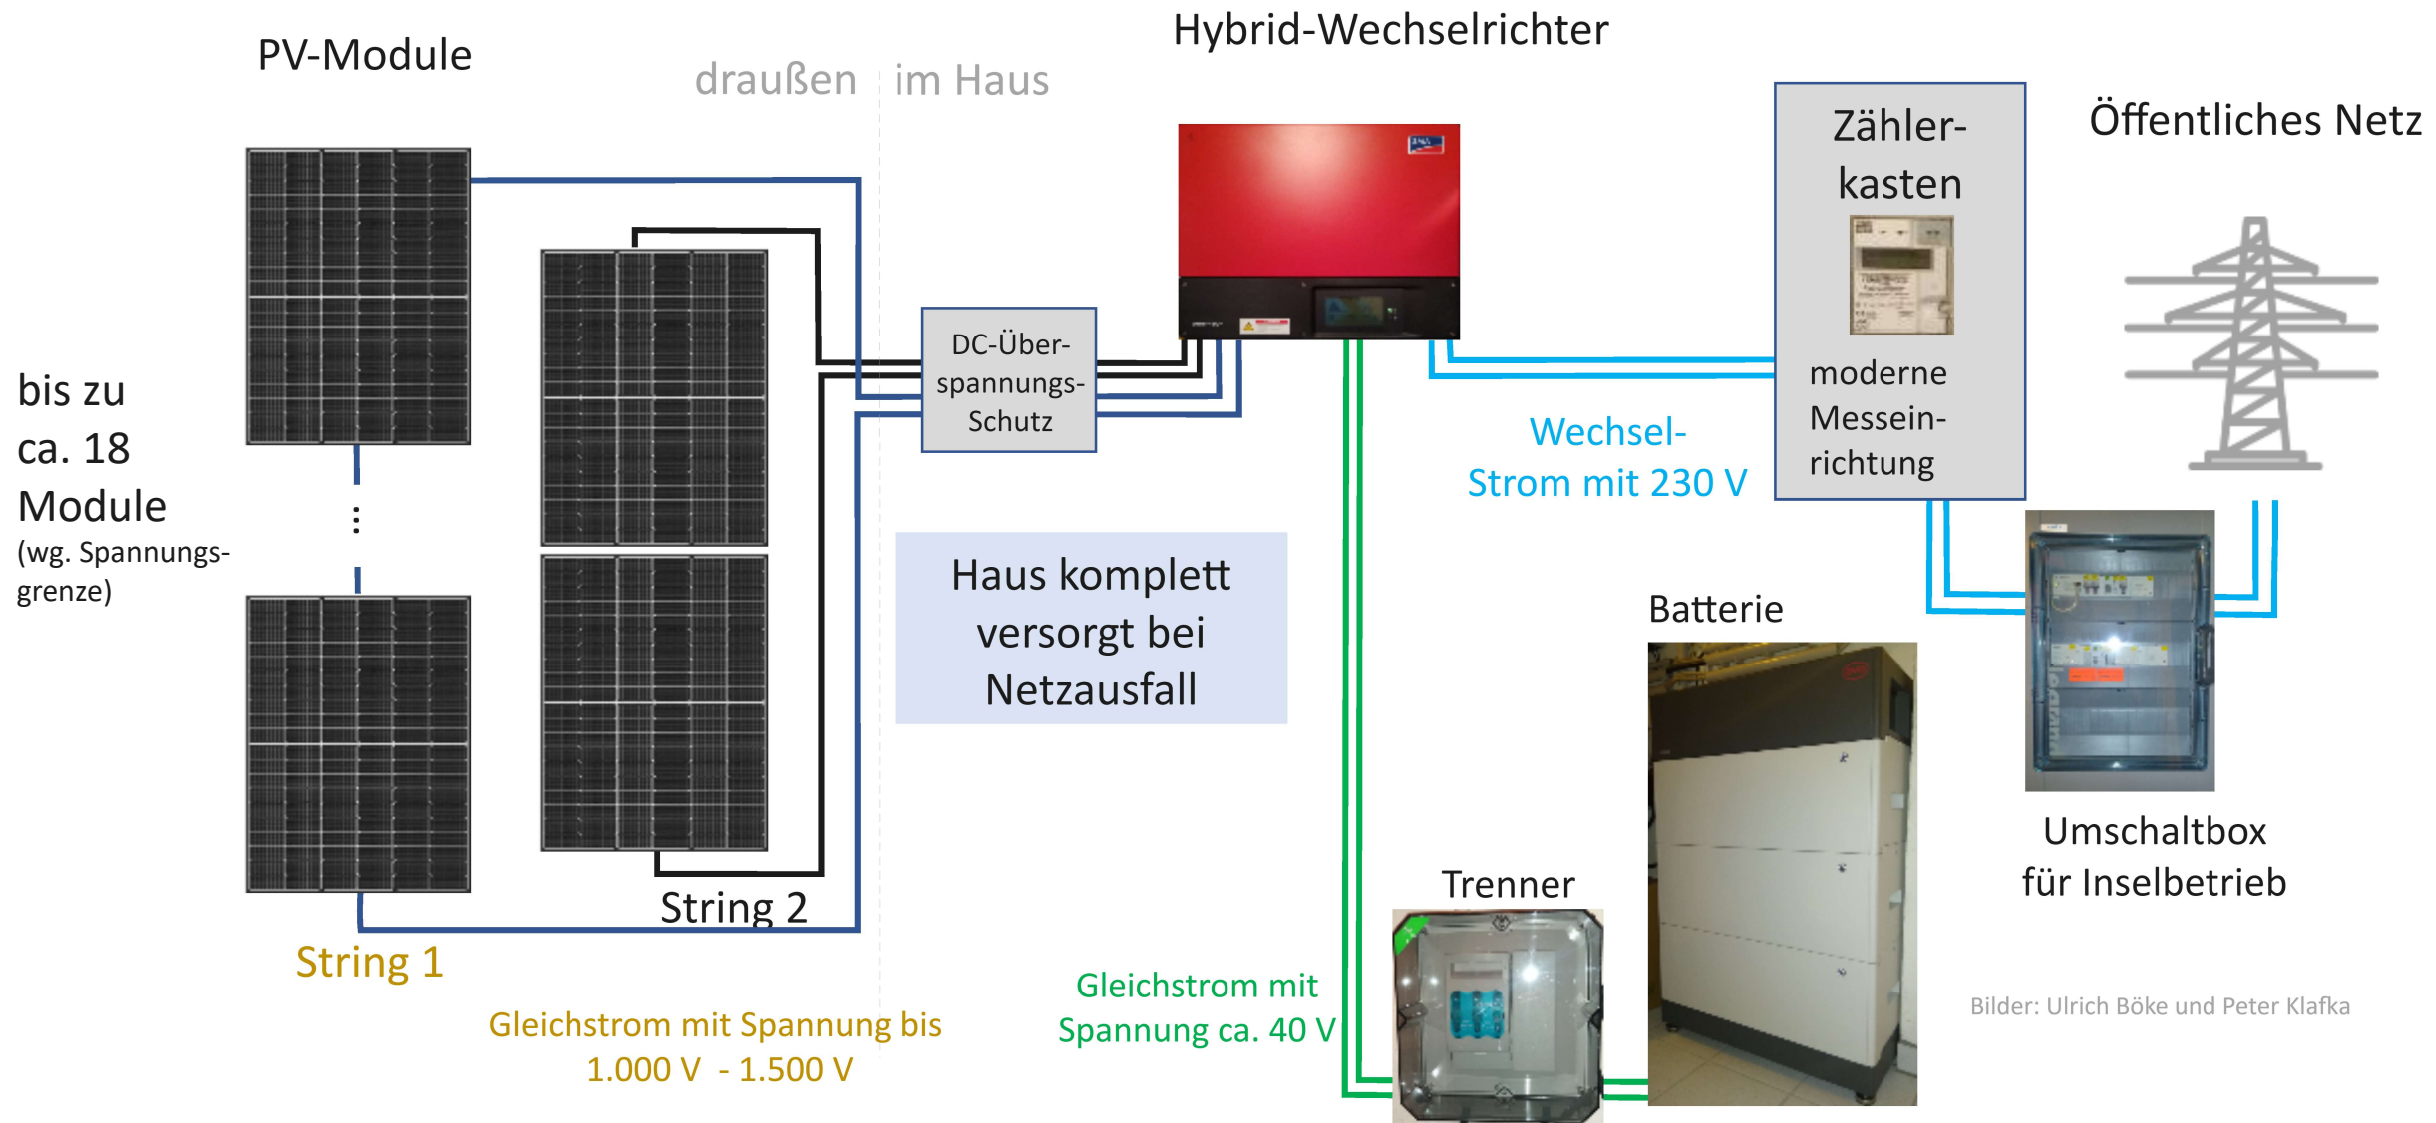 Hybrid-Wechselrichter
PV-Module
draußen
im Haus
Zähler-
kasten
moderne
Messein-
richtung
Öffentliches Netz
DC-Über-
spannungs-
Schutz
bis zu
ca. 18
Module
(wg. Spannungs-
grenze)
Wechsel-
Strom mit 230 V
Haus komplett
versorgt bei
Netzausfall
Batterie
Umschaltbox
für Inselbetrieb
Trenner
String 2
String 1
Gleichstrom mit Spannung bis
1.000 V - 1.500 V
Gleichstrom mit
Spannung ca. 40 V
Bilder: Ulrich Böke und Peter Klafka